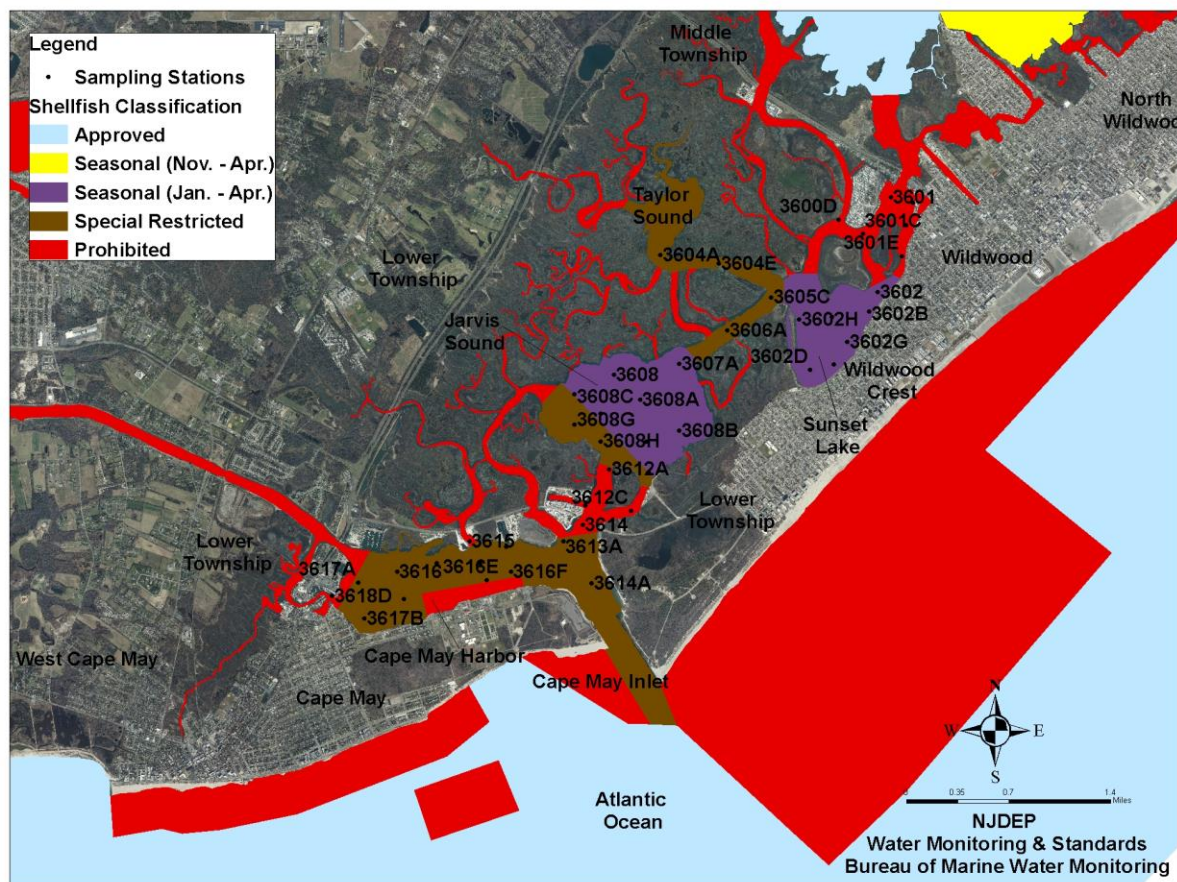 Legend
Sampling Stations
Shellfish Classification
Approved
Seasonal (Nov. - Apr.)
Seasonal (Jan. - Apr.)
Special Restricted
Prohibited
Middle
Township
North
Wildwood
Taylor
Sound
3600D
3601
3601C
3601E
Lower
Township
3604A
3604E
Wildwood
3605C
3602
3602H
3602B
Jarvis
Sound
3606A
3602G
3602D
3607A
Wildwood
Crest
3608
3608C
3608A
3608G
3608B
3608H
Sunset
Lake
3612A
3612C
Lower
Township
3614
3615
3613A
Lower
Township
3617A
3616
3616E
3616F
3614A
3618D
3617B
West Cape May
Cape May Harbor
Cape May
Cape May Inlet
N
W
E
S
Atlantic
Ocean
0.35
0.7
1.4
Miles
NJDEP
Water Monitoring & Standards
Bureau of Marine Water Monitoring